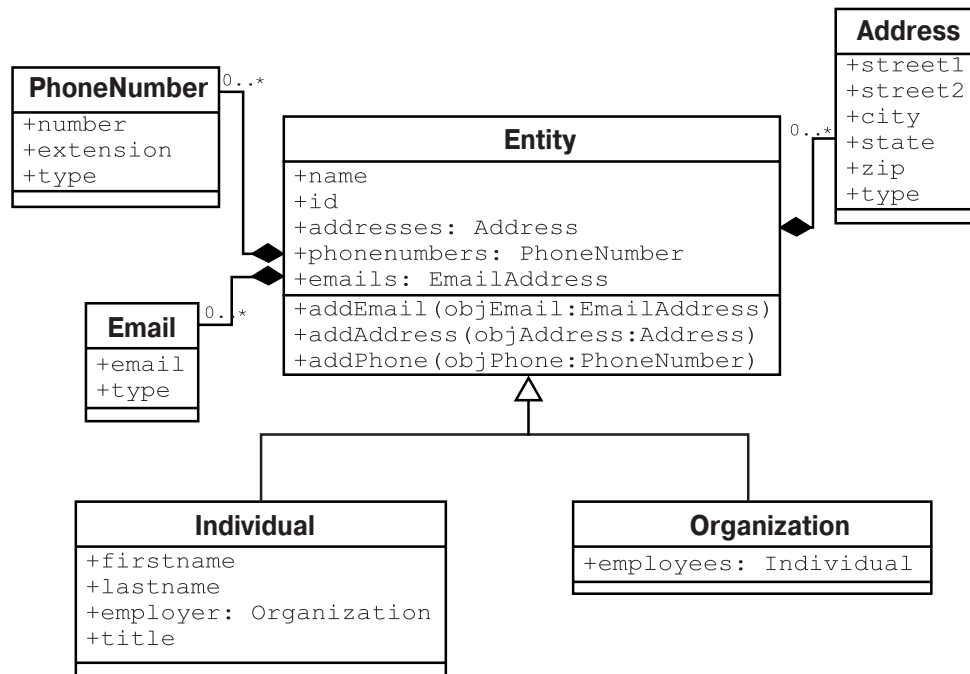 Address
+street1
+street2
+city
+state
+zip
+type
0..*
PhoneNumber
+number
+extension
+type
0..*
Entity
+name
+id
+addresses: Address
+phonenumbers: PhoneNumber
+emails: EmailAddress
+addEmail(objEmail:EmailAddress)
+addAddress(objAddress:Address)
+addPhone(objPhone:PhoneNumber)
0..*
Email
+email
+type
Individual
+firstname
+lastname
+employer: Organization
+title
Organization
+employees: Individual